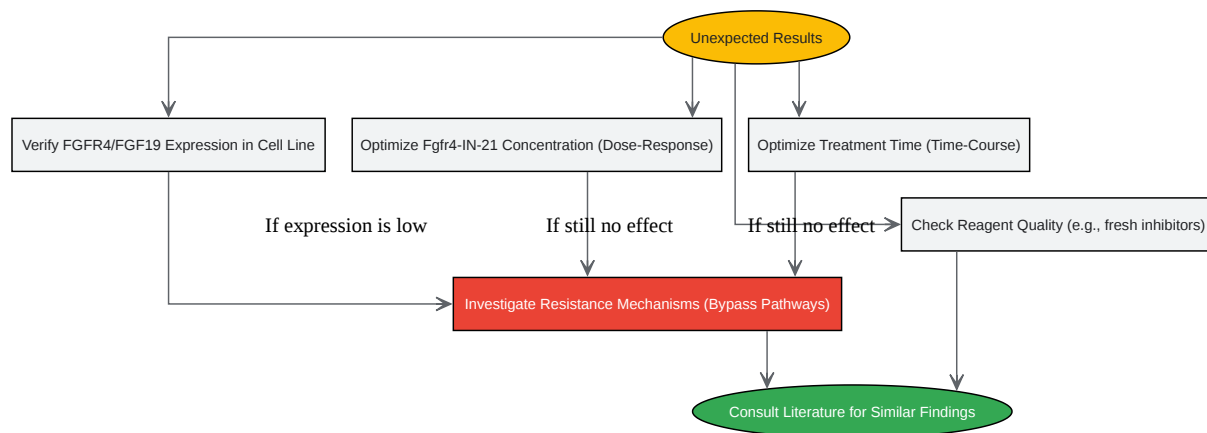 Unexpected Results
Verify FGFR4/FGF19 Expression in Cell Line
Optimize Fgfr4-IN-21 Concentration (Dose-Response)
Optimize Treatment Time (Time-Course)
If expression is low
If still no effect
If still no effect
Check Reagent Quality (e.g., fresh inhibitors)
Investigate Resistance Mechanisms (Bypass Pathways)
Consult Literature for Similar Findings